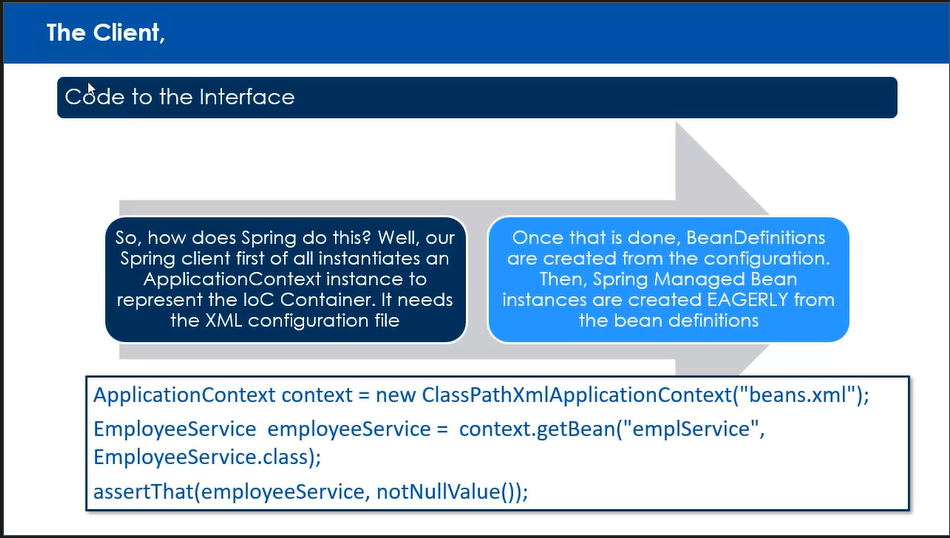 The Client,
Code to the Interface
So, how does Spring do this? Well, our
Spring client first of all instantiates an
ApplicationContext instance to
represent the IoC Container. It needs
the XML configuration file
Once that is done, BeanDefinitions
are created from the configuration.
Then, Spring Managed Bean
instances are created EAGERLY from
the bean definitions
ApplicationContext context = new ClassPathXmlApplicationContext("beans.xml");
EmployeeService employeeService = context.getBean("emplService",
EmployeeService.class);
assertThat(employeeService, notNullValue());